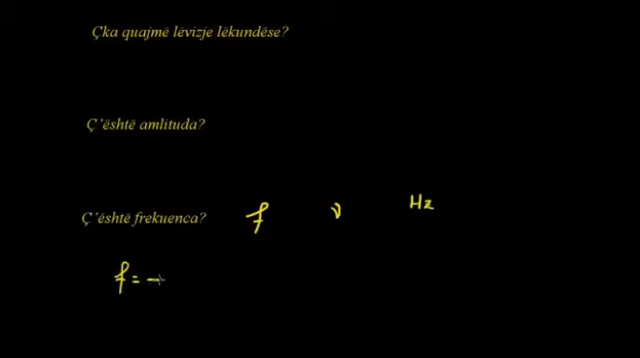 Çka quajmë lëvizje lëkundëse?
Ç'është amlituda?
Ç'është frekuenca? f ν Hz
f = -